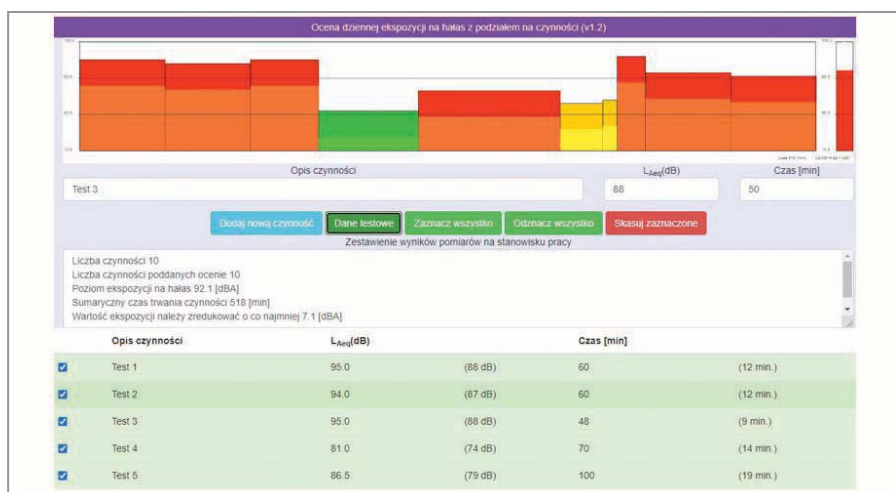 Ocena dziennej ekspozycji na hałas z podziałem na czynności (v1.2)
Opis czynności LAeq(dB) Czas [min]
Test 3 88 50
Dodaj nową czynność Dane testowe Zaznacz wszystko Odznacz wszystko Skasuj zaznaczone
Zestawienie wyników pomiarów na stanowisku pracy
Liczba czynności 10
Liczba czynności poddanych ocenie 10
Poziom ekspozycji na hałas 92.1 [dBA]
Sumaryczny czas trwania czynności 518 [min]
Wartość ekspozycji należy zredukować o co najmniej 7.1 [dBA]
Opis czynności LAeq(dB) Czas [min]
Test 1 95.0 (88 dB) 60 (12 min.)
Test 2 94.0 (87 dB) 60 (12 min.)
Test 3 95.0 (88 dB) 48 (9 min.)
Test 4 81.0 (74 dB) 70 (14 min.)
Test 5 86.5 (79 dB) 100 (19 min.)